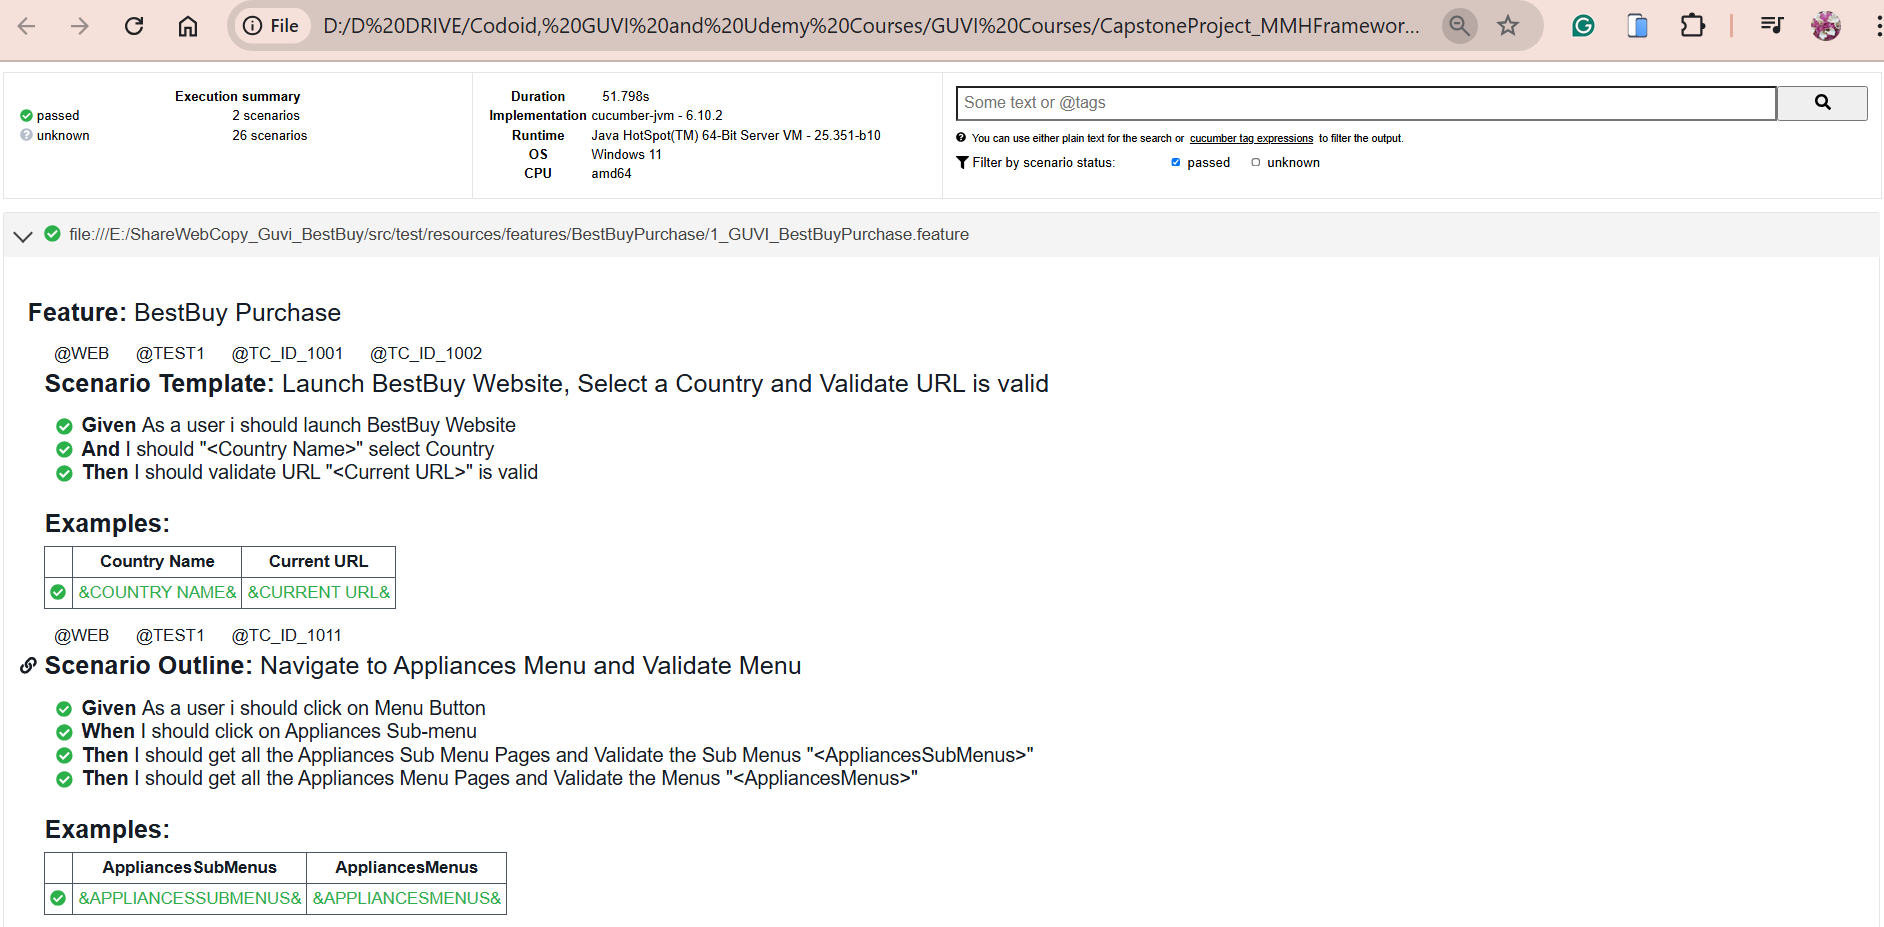 File D:/D%20DRIVE/Codoid,%20GUVI%20and%20Udemy%20Courses/GUVI%20Courses/CapstoneProject_MMHFramewor...
Execution summary
passed 2 scenarios
unknown 26 scenarios
Duration 51.798s
Implementation cucumber-jvm - 6.10.2
Runtime Java HotSpot(TM) 64-Bit Server VM - 25.351-b10
OS Windows 11
CPU amd64
Some text or @tags
You can use either plain text for the search or cucumber tag expressions to filter the output.
Filter by scenario status: passed unknown
file:///E:/ShareWebCopy_Guvi_BestBuy/src/test/resources/features/BestBuyPurchase/1_GUVI_BestBuyPurchase.feature
Feature: BestBuy Purchase
@WEB @TEST1 @TC_ID_1001 @TC_ID_1002
Scenario Template: Launch BestBuy Website, Select a Country and Validate URL is valid
Given As a user i should launch BestBuy Website
And I should "<Country Name>" select Country
Then I should validate URL "<Current URL>" is valid
Examples:
Country Name Current URL
&COUNTRY NAME& &CURRENT URL&
@WEB @TEST1 @TC_ID_1011
Scenario Outline: Navigate to Appliances Menu and Validate Menu
Given As a user i should click on Menu Button
When I should click on Appliances Sub-menu
Then I should get all the Appliances Sub Menu Pages and Validate the Sub Menus "<AppliancesSubMenus>"
Then I should get all the Appliances Menu Pages and Validate the Menus "<AppliancesMenus>"
Examples:
AppliancesSubMenus AppliancesMenus
&APPLIANCESSUBMENUS& &APPLIANCESMENUS&